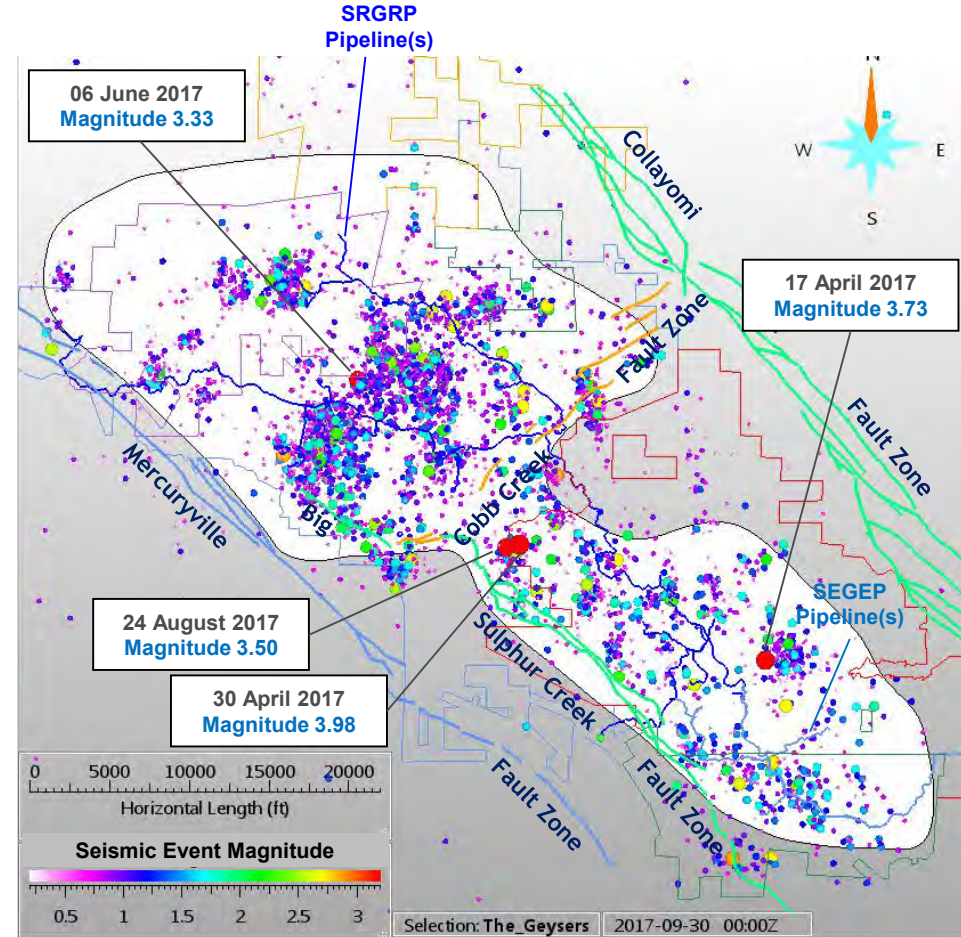 SRGRP
Pipeline(s)
06 June 2017
Magnitude 3.33
N
W
E
S
Collayomi
Fault Zone
17 April 2017
Magnitude 3.73
Fault Zone
Mercuryville
Big
Cobb Creek
24 August 2017
Magnitude 3.50
SEGEP
Pipeline(s)
Sulphur Creek
30 April 2017
Magnitude 3.98
Fault Zone
Fault Zone
0 5000 10000 15000 20000
Horizontal Length (ft)
Seismic Event Magnitude
0.5 1 1.5 2 2.5 3
Selection: The_Geysers 2017-09-30 00:00Z